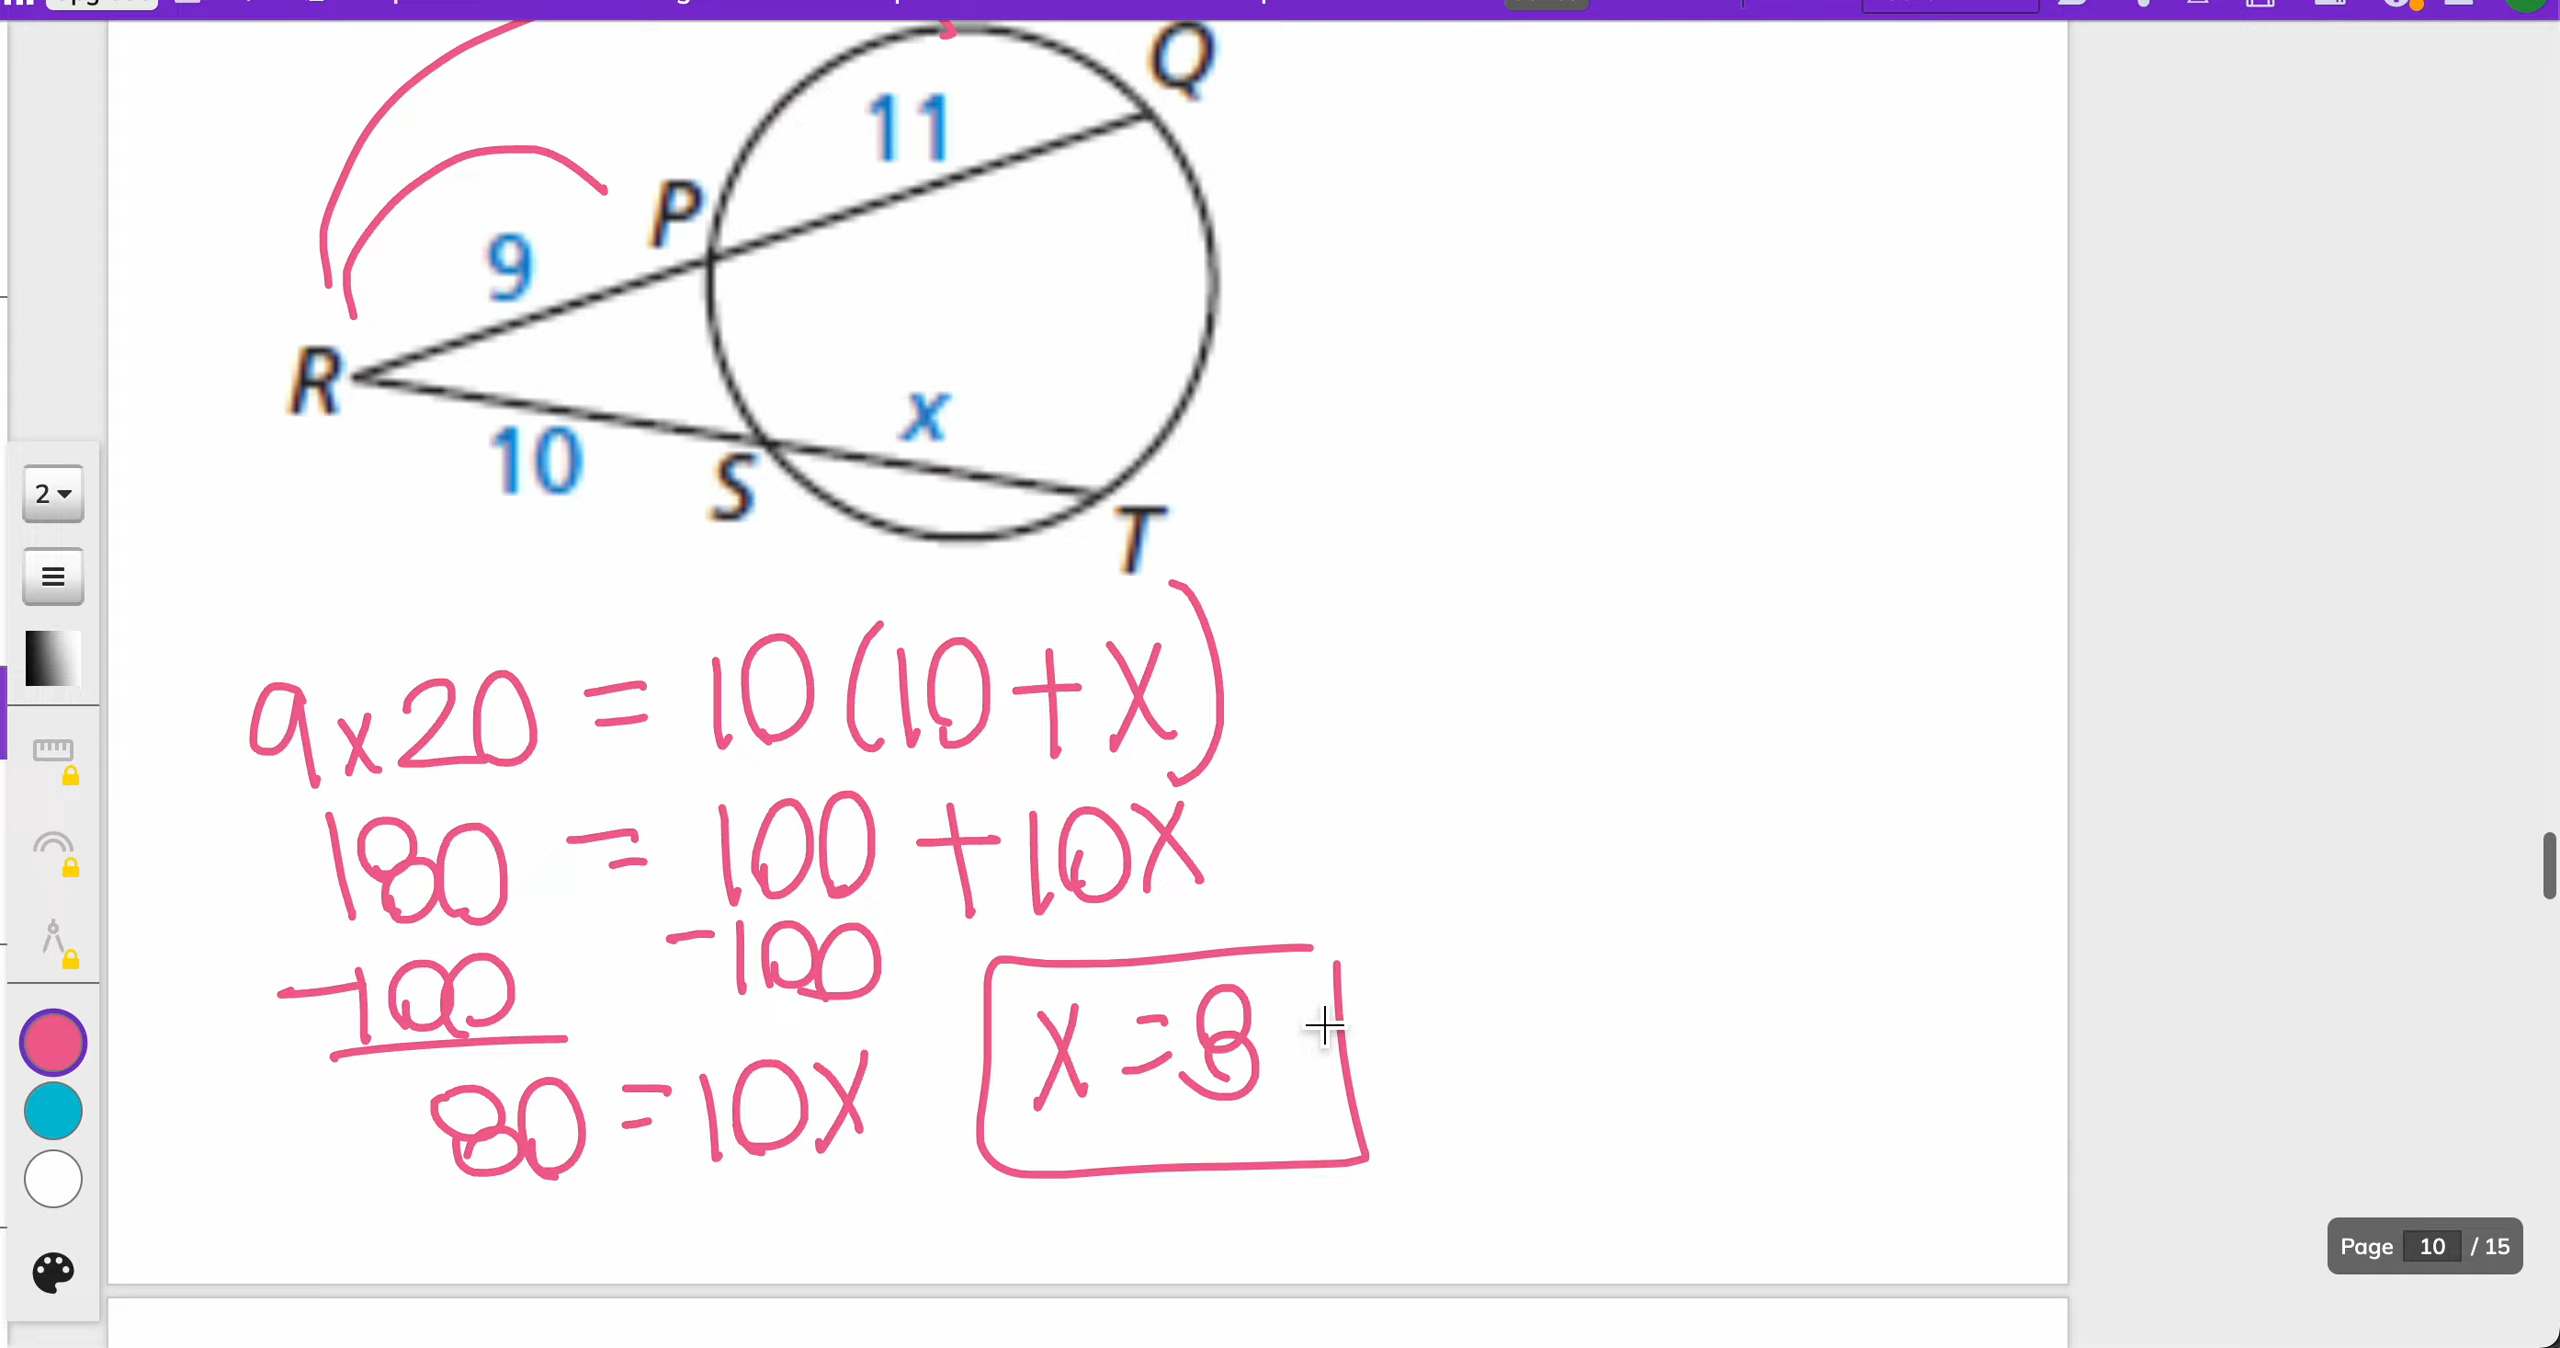 Q
11
P
9
R
x
10
S
T
2
9 x 20 = 10(10 + x)
180 = 100 + 10x
-100 -100
80 = 10x
x = 8
Page 10 / 15